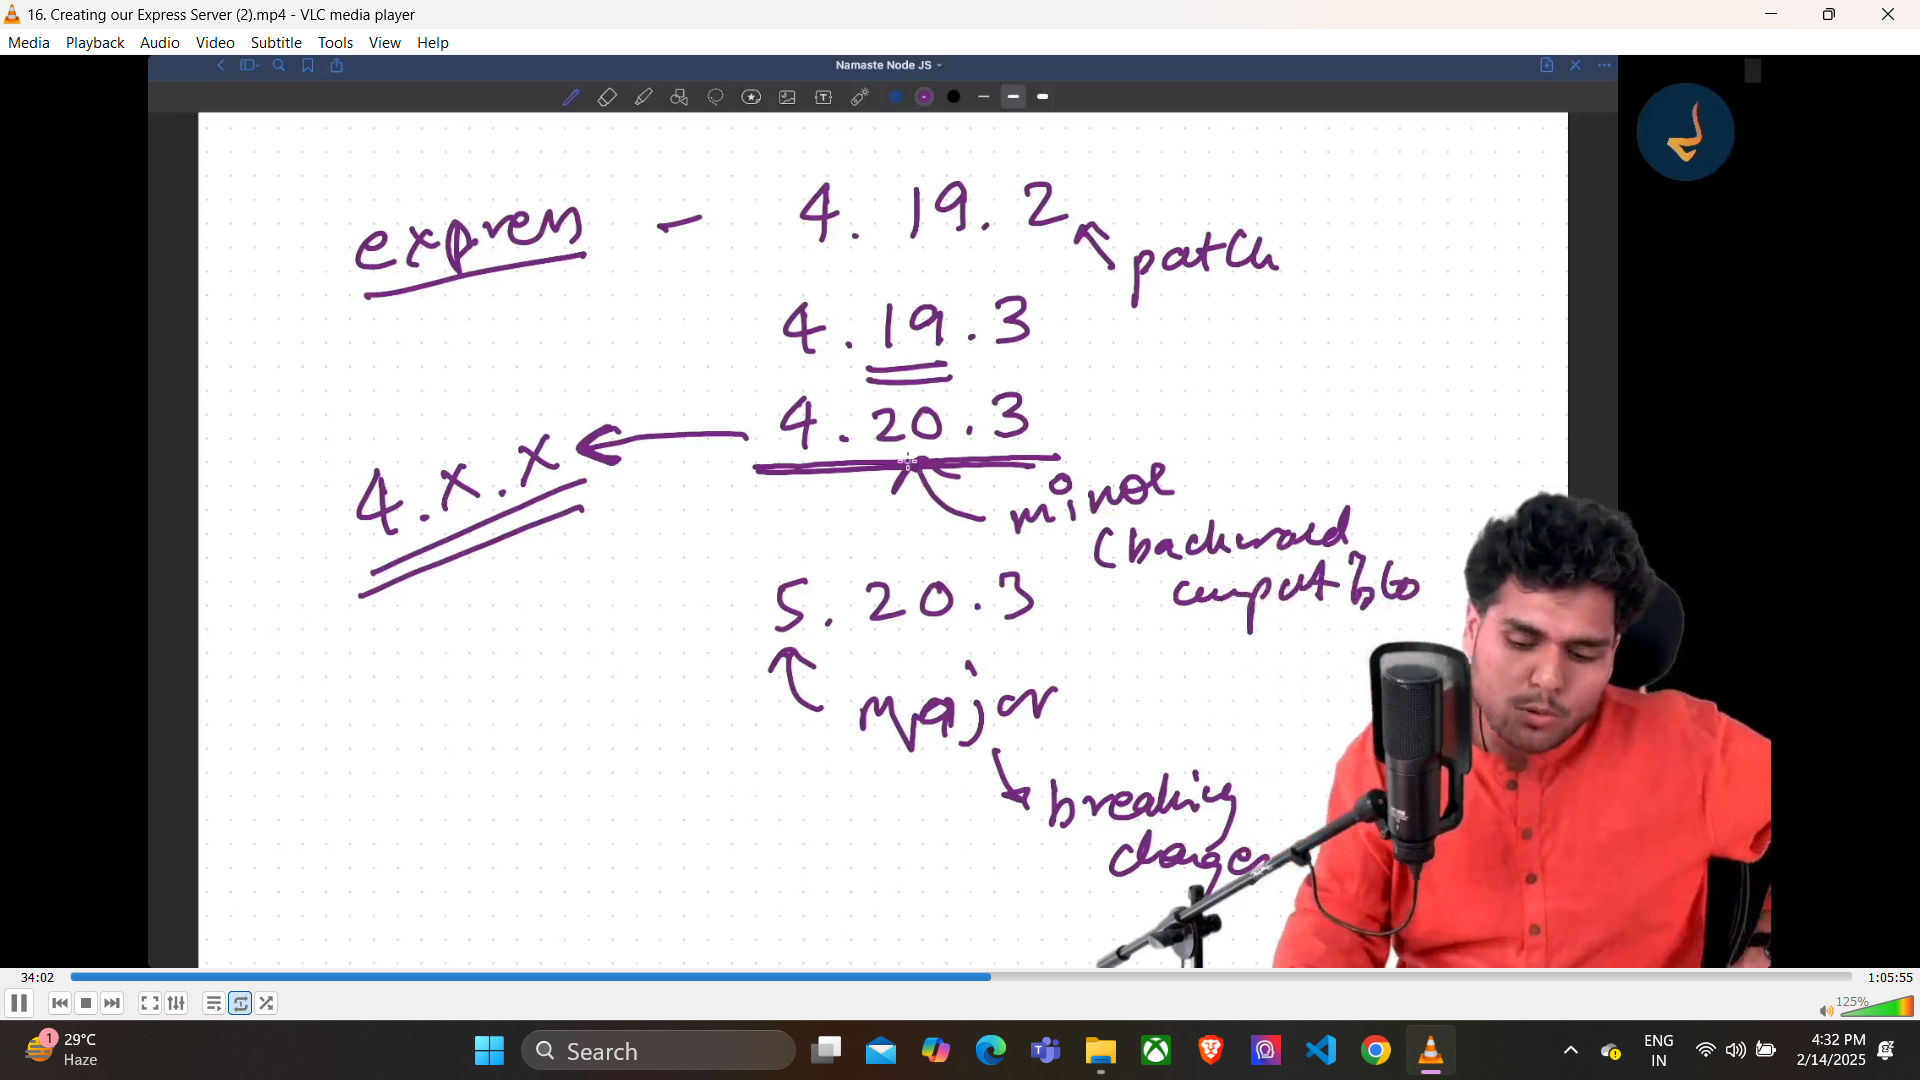 16. Creating our Express Server (2).mp4 - VLC media player
Media Playback Audio Video Subtitle Tools View Help
Namaste Node JS
express - 4.19.2
patch
4.19.3
4.20.3
4.x.x
minor
(backward
compatible
5.20.3
major
breaking
changes
34:02
1:05:55
125%
1
29°C
Haze
Search
ENG
IN
4:32 PM
2/14/2025